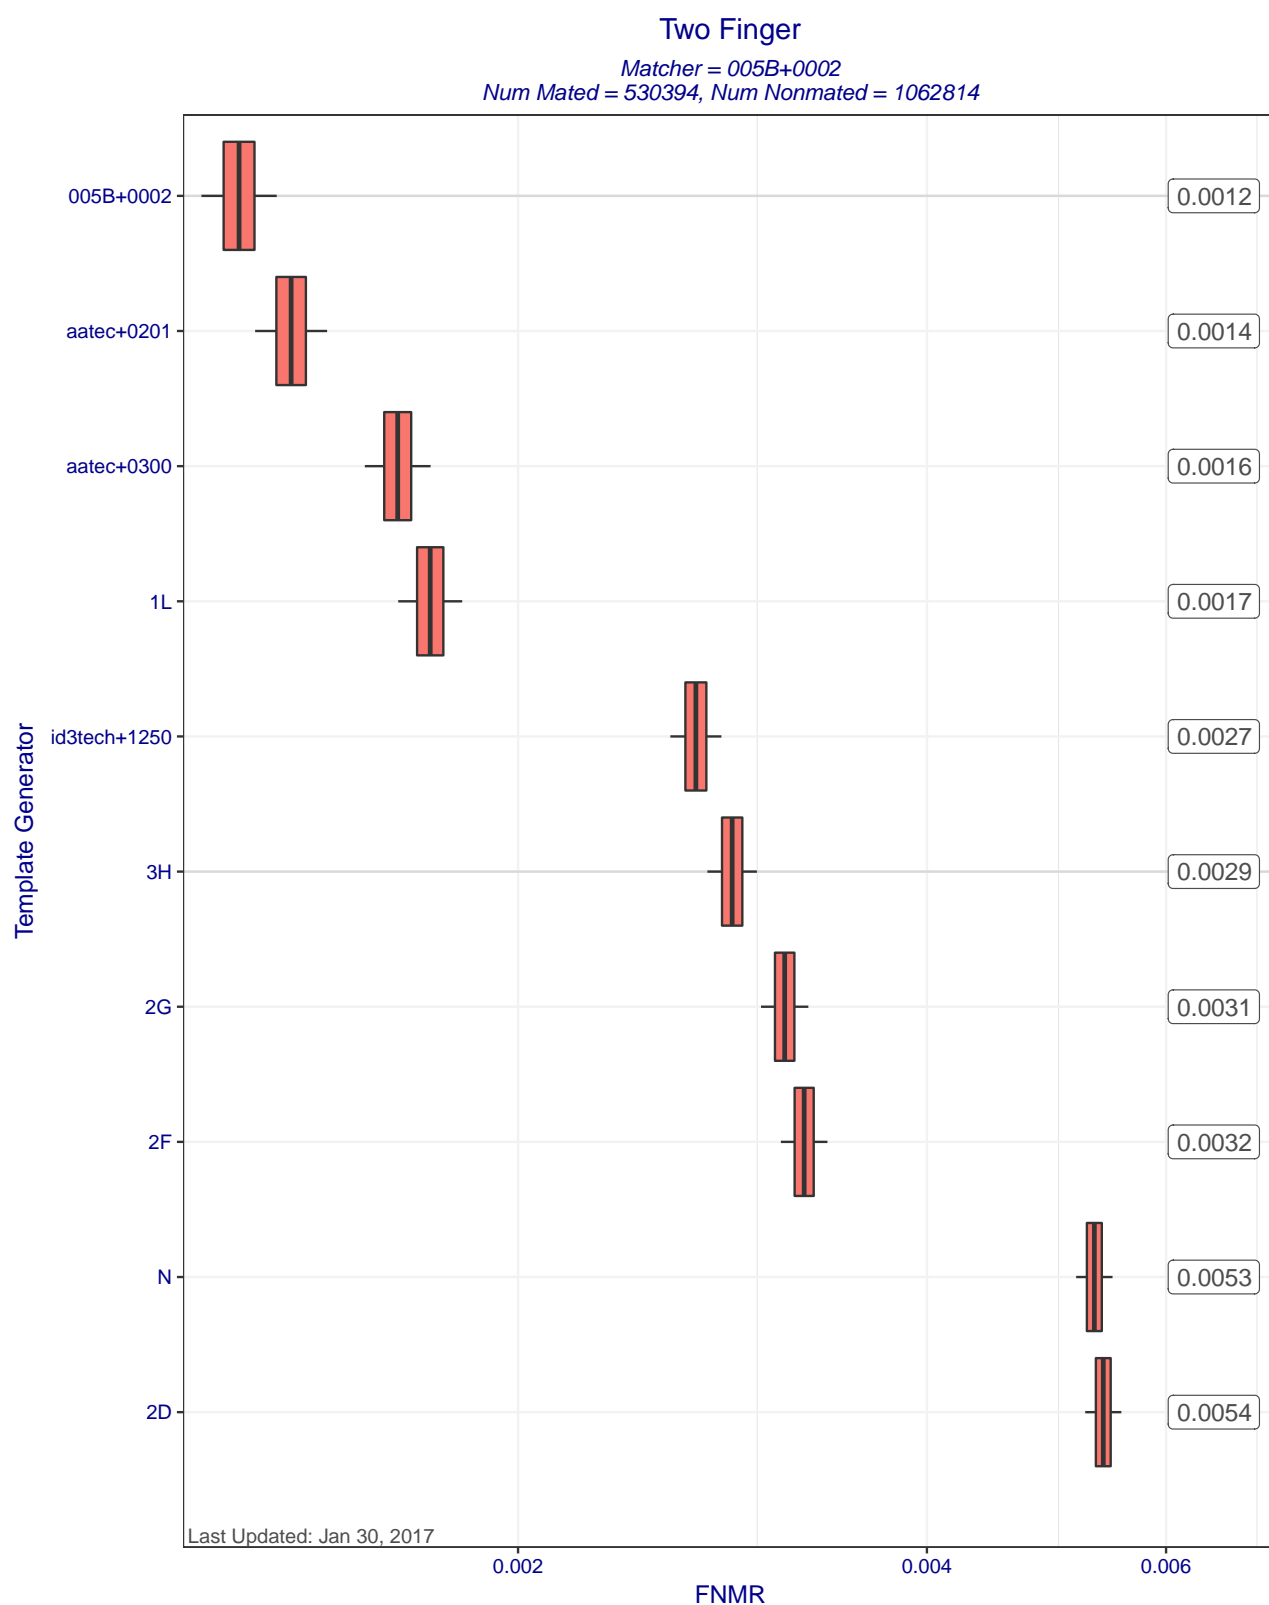 Two Finger
Matcher = 005B+0002
Num Mated = 530394, Num Nonmated = 1062814
005B+0002
0.0012
aatec+0201
0.0014
aatec+0300
0.0016
1L
0.0017
id3tech+1250
0.0027
3H
0.0029
2G
0.0031
2F
0.0032
N
0.0053
2D
0.0054
Template Generator
Last Updated: Jan 30, 2017
0.002
0.004
0.006
FNMR